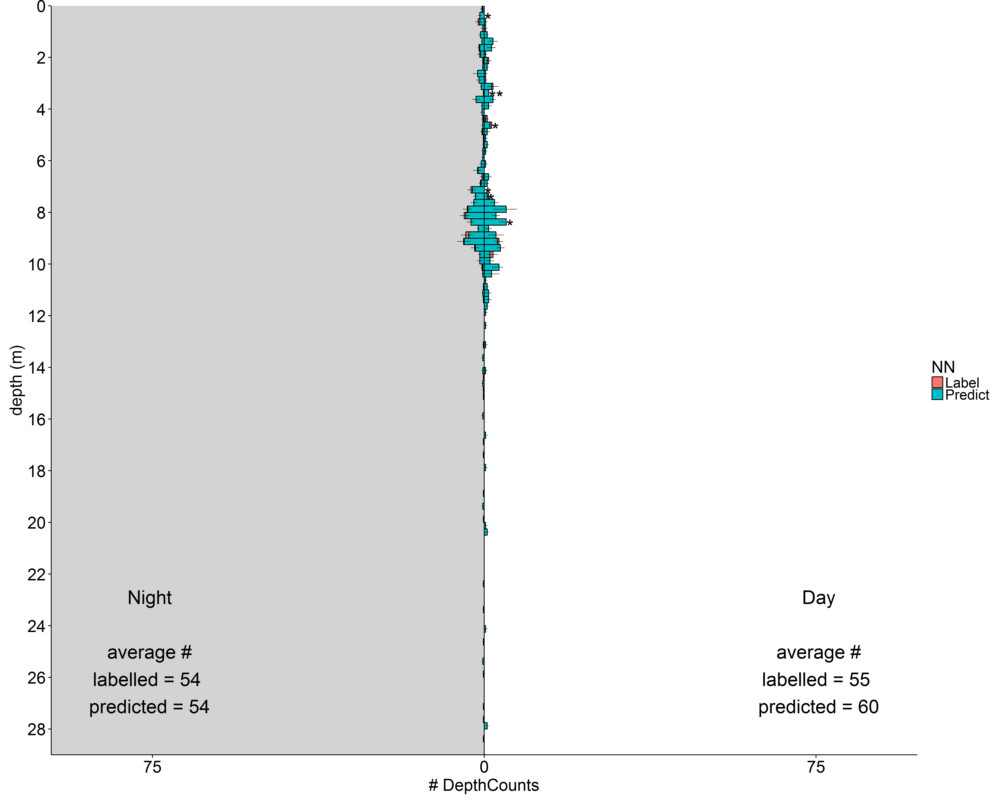 0
2
4
6
8
10
12
14
16
18
20
22
24
26
28
depth (m)
*
**
*
*
*
*
Night
average #
labelled = 54
predicted = 54
Day
average #
labelled = 55
predicted = 60
75
0
75
# DepthCounts
NN
Label
Predict